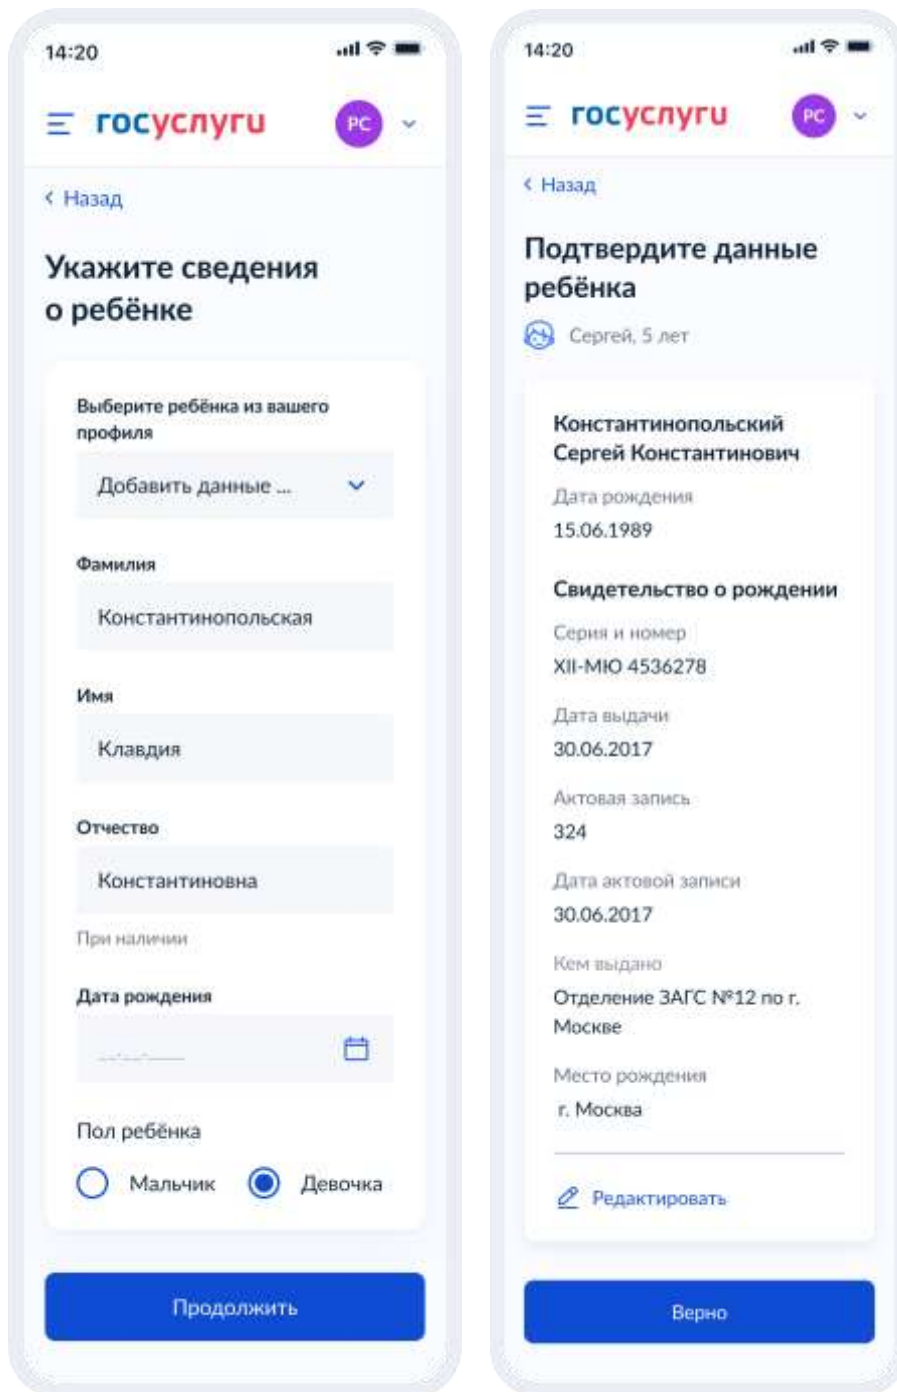 14:20
госуслуги
РС
Назад
Укажите сведения
о ребёнке
Выберите ребёнка из вашего
профиля
Добавить данные ...
Фамилия
Константинопольская
Имя
Клавдия
Отчество
Константиновна
При наличии
Дата рождения
__.__.____
Пол ребёнка
Мальчик
Девочка
Продолжить
14:20
госуслуги
РС
Назад
Подтвердите данные
ребёнка
Сергей, 5 лет
Константинопольский
Сергей Константинович
Дата рождения
15.06.1989
Свидетельство о рождении
Серия и номер
XII-МЮ 4536278
Дата выдачи
30.06.2017
Актовая запись
324
Дата актовой записи
30.06.2017
Кем выдано
Отделение ЗАГС №12 по г.
Москве
Место рождения
г. Москва
Редактировать
Верно